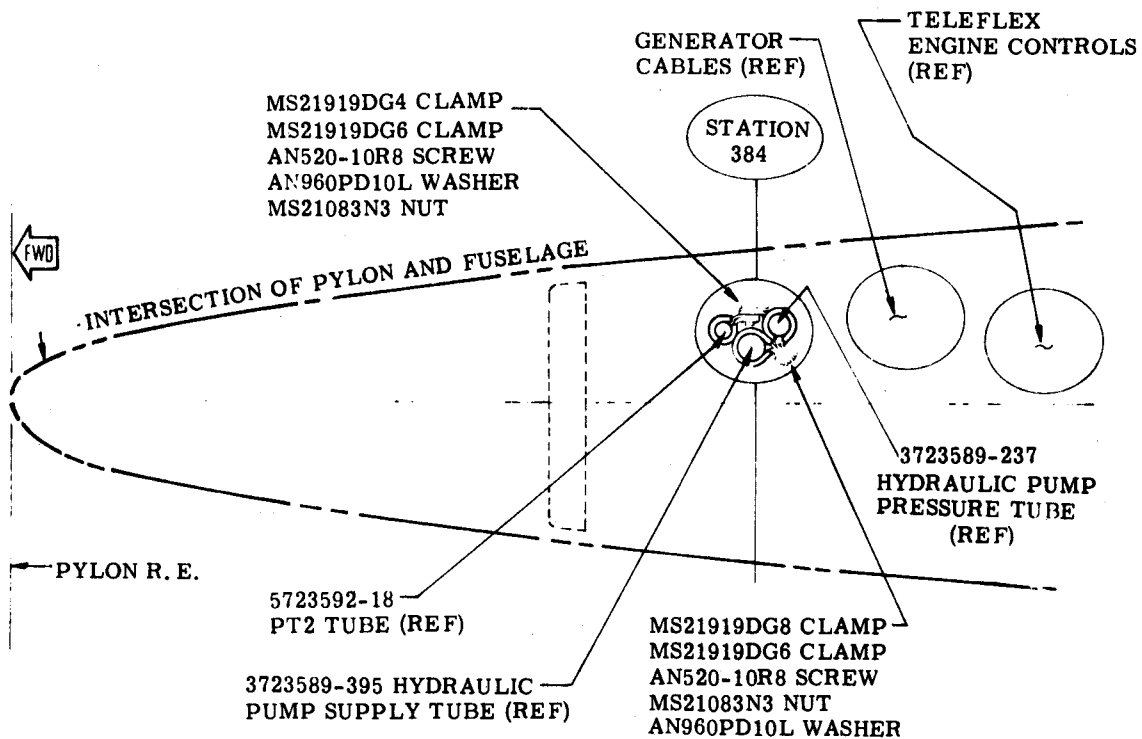 TELEFLEX
ENGINE CONTROLS
(REF)
GENERATOR
CABLES (REF)
MS21919DG4 CLAMP
MS21919DG6 CLAMP
AN520-10R8 SCREW
AN960PD10L WASHER
MS21083N3 NUT
STATION
384
FWD
INTERSECTION OF PYLON AND FUSELAGE
3723589-237
HYDRAULIC PUMP
PRESSURE TUBE
(REF)
PYLON R. E.
5723592-18
PT2 TUBE (REF)
3723589-395 HYDRAULIC
PUMP SUPPLY TUBE (REF)
MS21919DG8 CLAMP
MS21919DG6 CLAMP
AN520-10R8 SCREW
MS21083N3 NUT
AN960PD10L WASHER